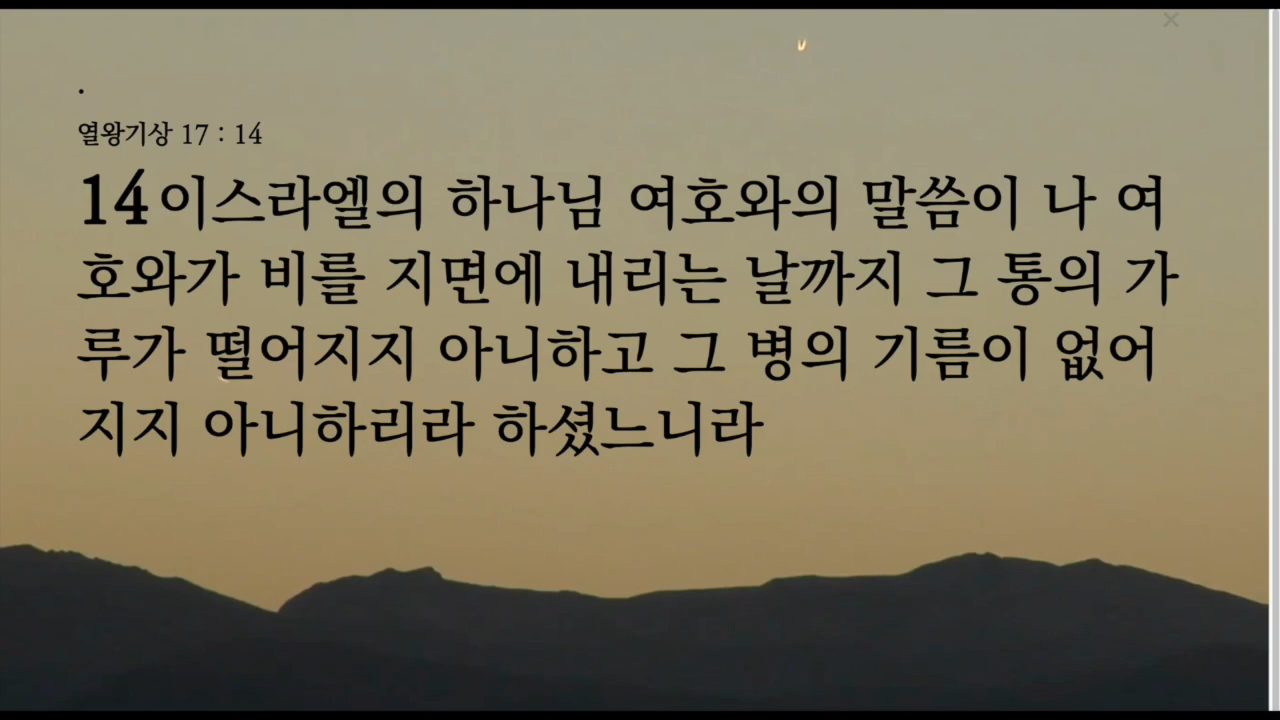 .
열왕기상 17 : 14
14이스라엘의 하나님 여호와의 말씀이 나 여
호와가 비를 지면에 내리는 날까지 그 통의 가
루가 떨어지지 아니하고 그 병의 기름이 없어
지지 아니하리라 하셨느니라